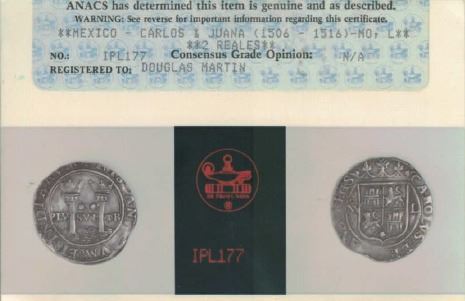 ANACS has determined this item is genuine and as described.
WARNING: See reverse for important information regarding this certificate.
**MEXICO - CARLOS & JUANA (1506 - 1516)-MO, L**
**2 REALES**
NO.: IPL177 Consensus Grade Opinion: N/A
REGISTERED TO: DOUGLAS MARTIN
IPL177